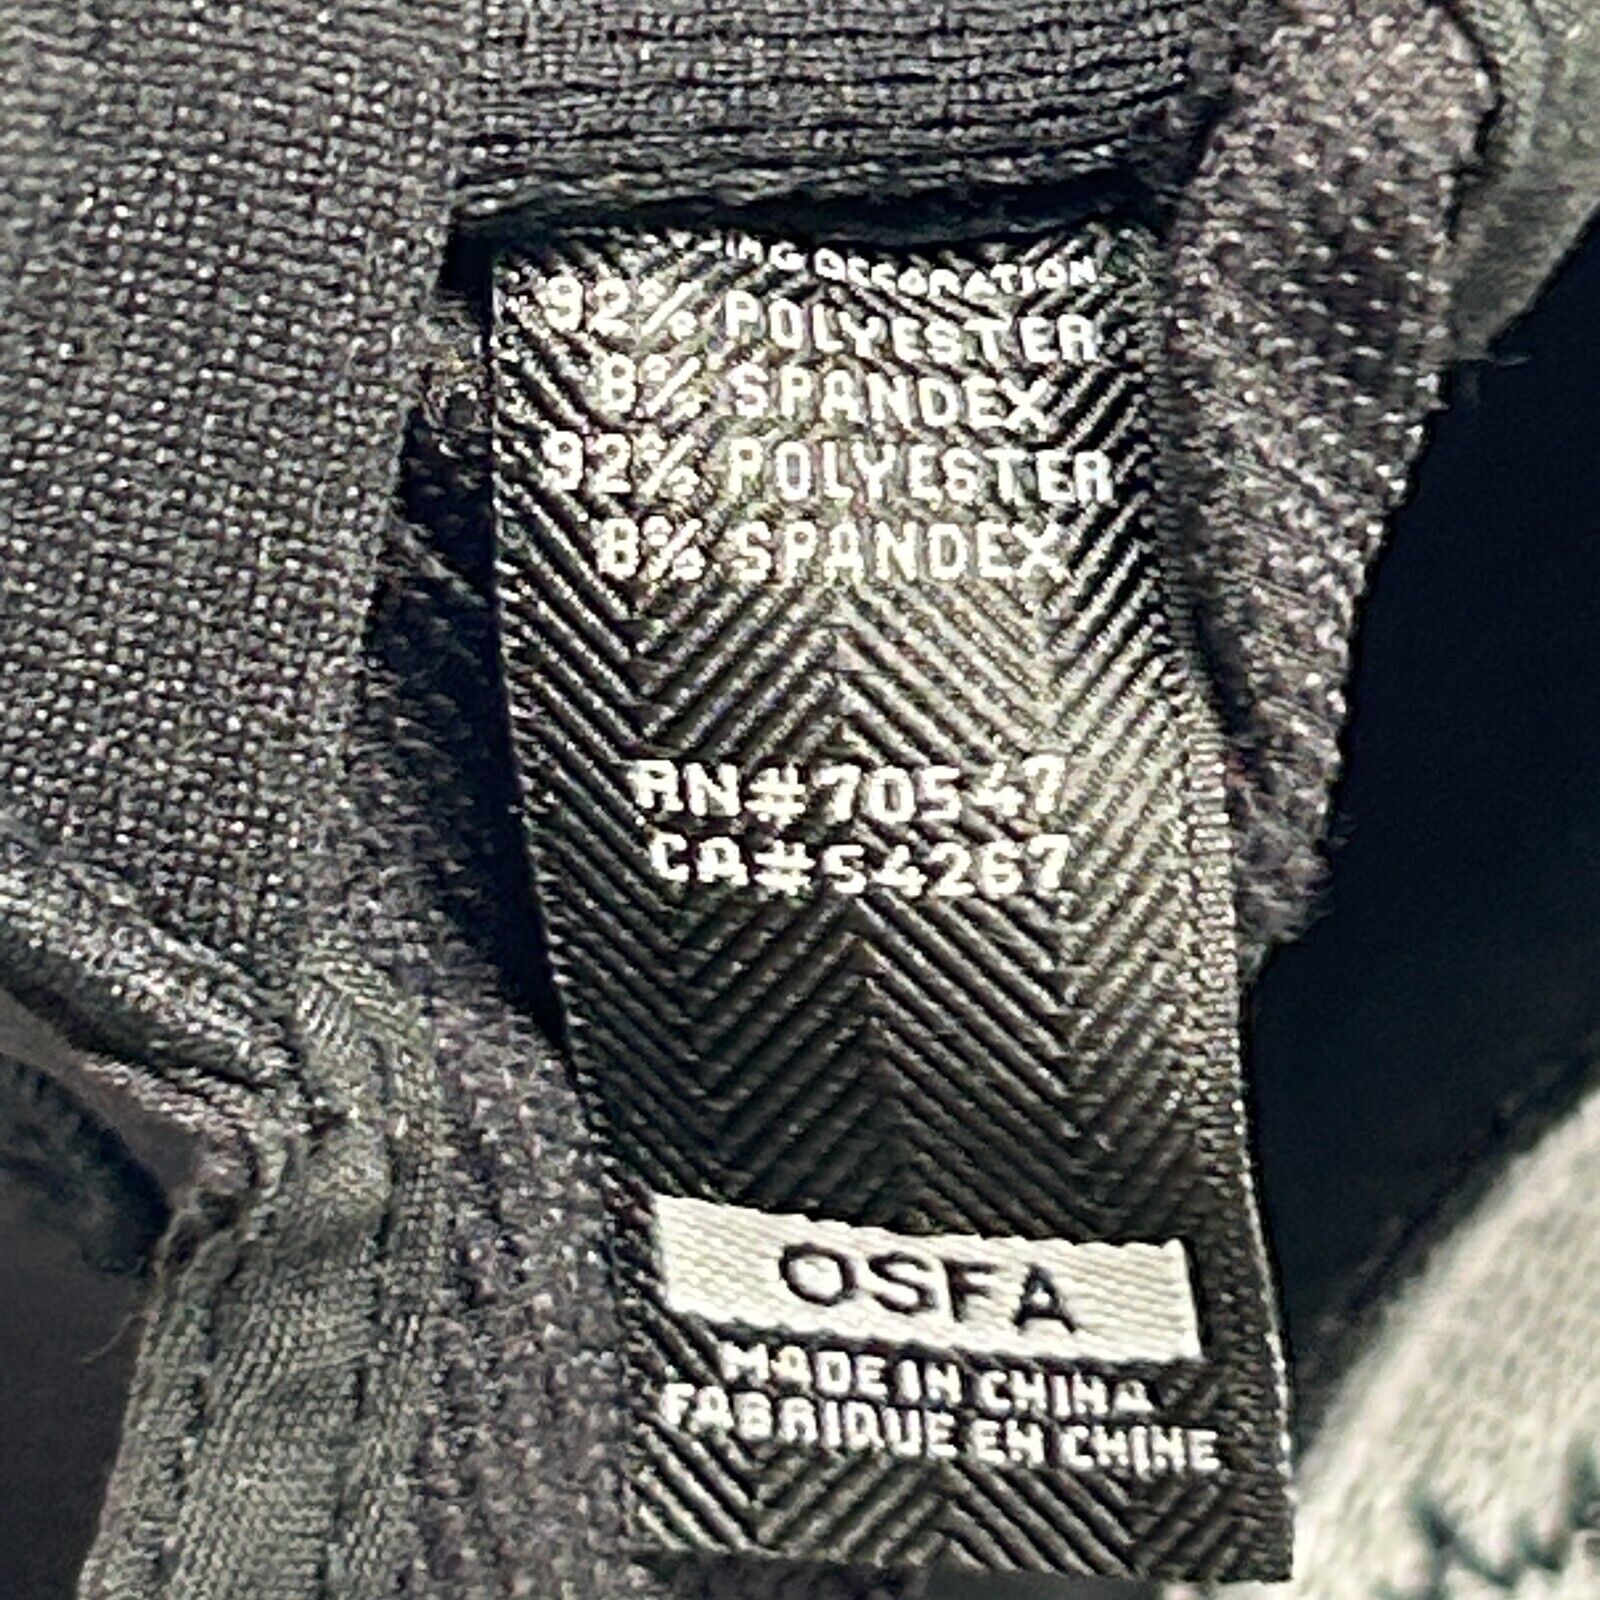 DECORATION
92% POLYESTER
8% SPANDEX
92% POLYESTER
8% SPANDEX
RN#70547
CA#54267
OSFA
MADE IN CHINA
FABRIQUE EN CHINE